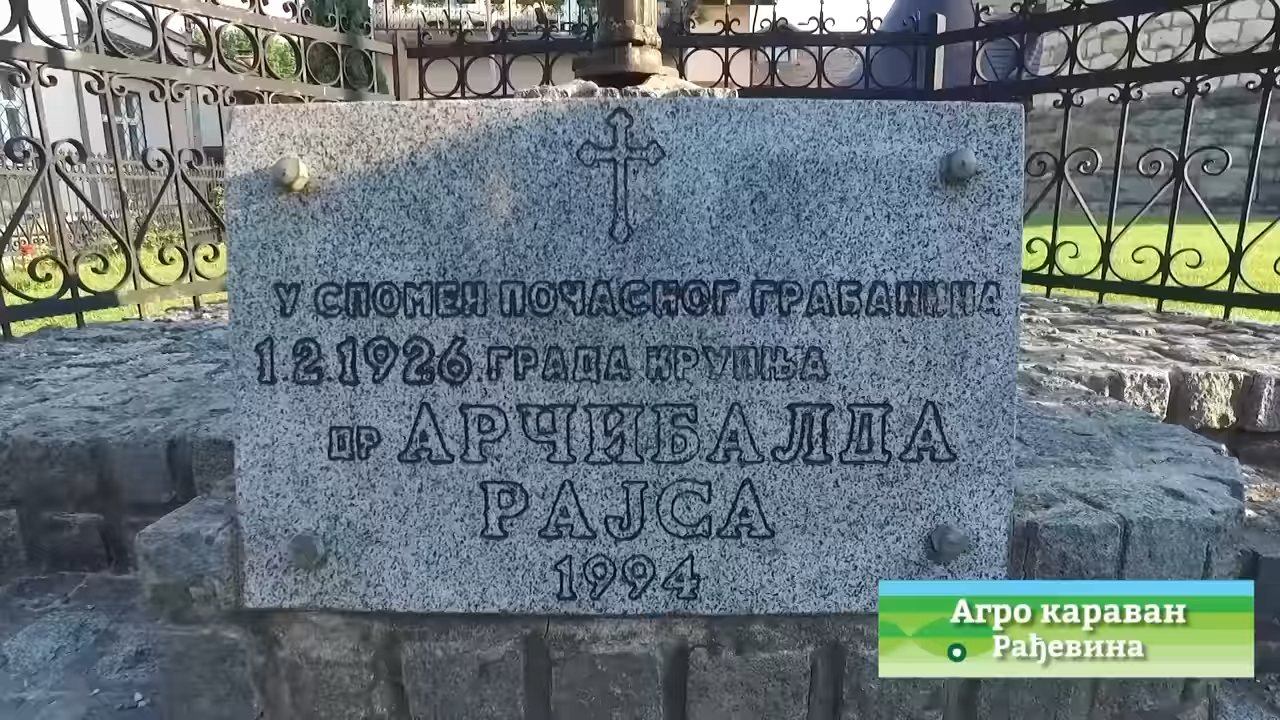 У СПОМЕН ПОЧАСНОГ ГРАЂАНИНА
1.2.1926. ГРАДА КРУПЊА
ДР АРЧИБАЛДА
РАЈСА
1994
Агро караван
Рађевина